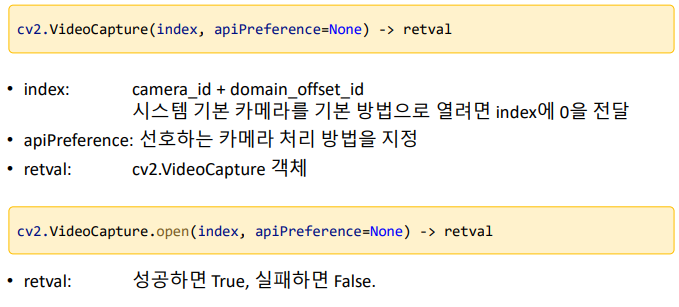 cv2.VideoCapture(index, apiPreference=None) -> retval
• index: camera_id + domain_offset_id
시스템 기본 카메라를 기본 방법으로 열려면 index에 0을 전달
• apiPreference: 선호하는 카메라 처리 방법을 지정
• retval: cv2.VideoCapture 객체
cv2.VideoCapture.open(index, apiPreference=None) -> retval
• retval: 성공하면 True, 실패하면 False.